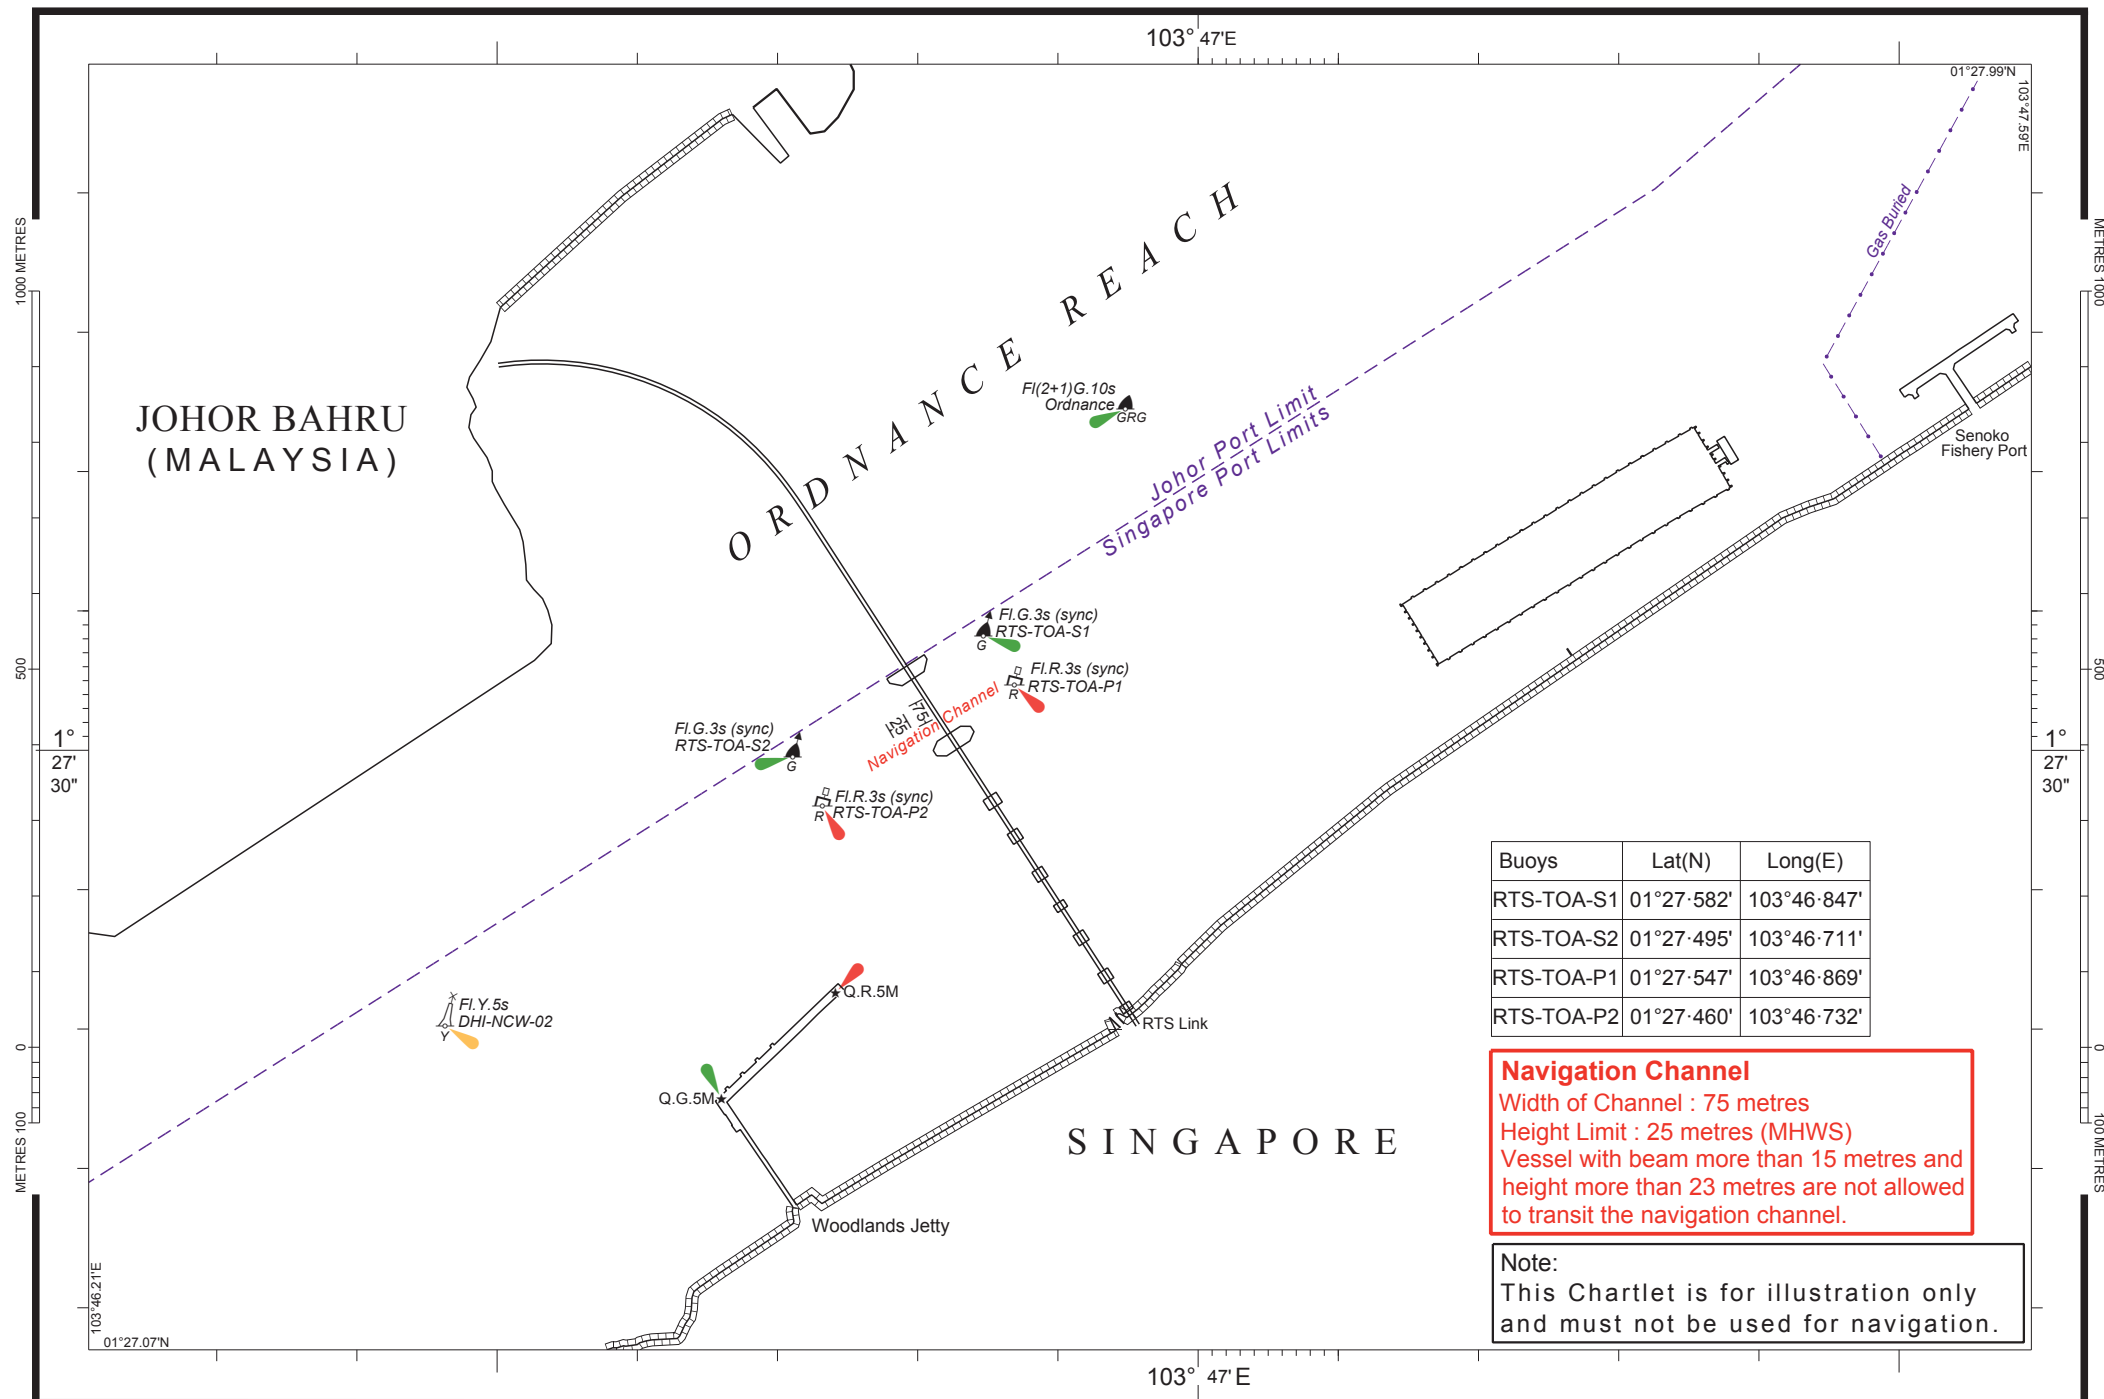 103° 47'E
01°27.99'N
103°47.59'E
1000 METRES
METRES 1000
Gas Buried
ORDNANCE REACH
JOHOR BAHRU
(MALAYSIA)
Fl(2+1)G.10s
Ordnance
GRG
Johor Port Limit
Singapore Port Limits
Senoko
Fishery Port
Fl.G.3s (sync)
RTS-TOA-S1
G
500
500
Fl.R.3s (sync)
RTS-TOA-P1
R
Navigation Channel
75
25
Fl.G.3s (sync)
RTS-TOA-S2
G
1°
27'
30"
1°
27'
30"
Fl.R.3s (sync)
RTS-TOA-P2
R
Buoys Lat(N) Long(E)
RTS-TOA-S1 01°27·582' 103°46·847'
RTS-TOA-S2 01°27·495' 103°46·711'
RTS-TOA-P1 01°27·547' 103°46·869'
RTS-TOA-P2 01°27·460' 103°46·732'
Q.R.5M
Fl.Y.5s
DHI-NCW-02
Y
RTS Link
0
0
Q.G.5M
METRES 100
100 METRES
SINGAPORE
Navigation Channel
Width of Channel : 75 metres
Height Limit : 25 metres (MHWS)
Vessel with beam more than 15 metres and
height more than 23 metres are not allowed
to transit the navigation channel.
Woodlands Jetty
Note:
This Chartlet is for illustration only
and must not be used for navigation.
103°46.21'E
01°27.07'N
103° 47'E